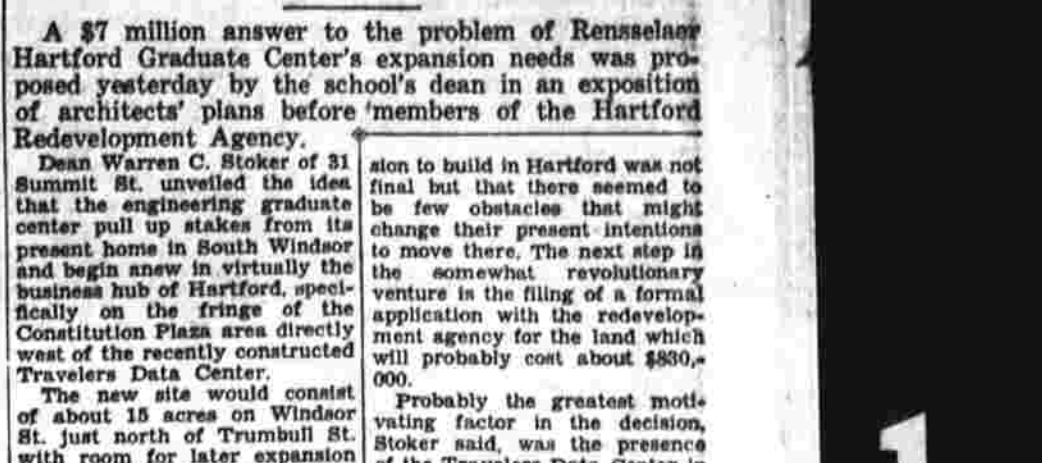 A $7 million answer to the problem of Rensselaer
Hartford Graduate Center's expansion needs was pro-
posed yesterday by the school's dean in an exposition
of architects' plans before 'members of the Hartford
Redevelopment Agency.
Dean Warren C. Stoker of 31
Summit St. unveiled the idea
that the engineering graduate
center pull up stakes from its
present home in South Windsor
and begin anew in virtually the
business hub of Hartford, speci-
fically on the fringe of the
Constitution Plaza area directly
west of the recently constructed
Travelers Data Center.
The new site would consist
of about 15 acres on Windsor
St. just north of Trumbull St.
with room for later expansion
sion to build in Hartford was not
final but that there seemed to
be few obstacles that might
change their present intentions
to move there. The next step in
the somewhat revolutionary
venture is the filing of a formal
application with the redevelop-
ment agency for the land which
will probably cost about $830,-
000.
Probably the greatest moti-
vating factor in the decision,
Stoker said, was the presence
of the Travelers Data Center in
1